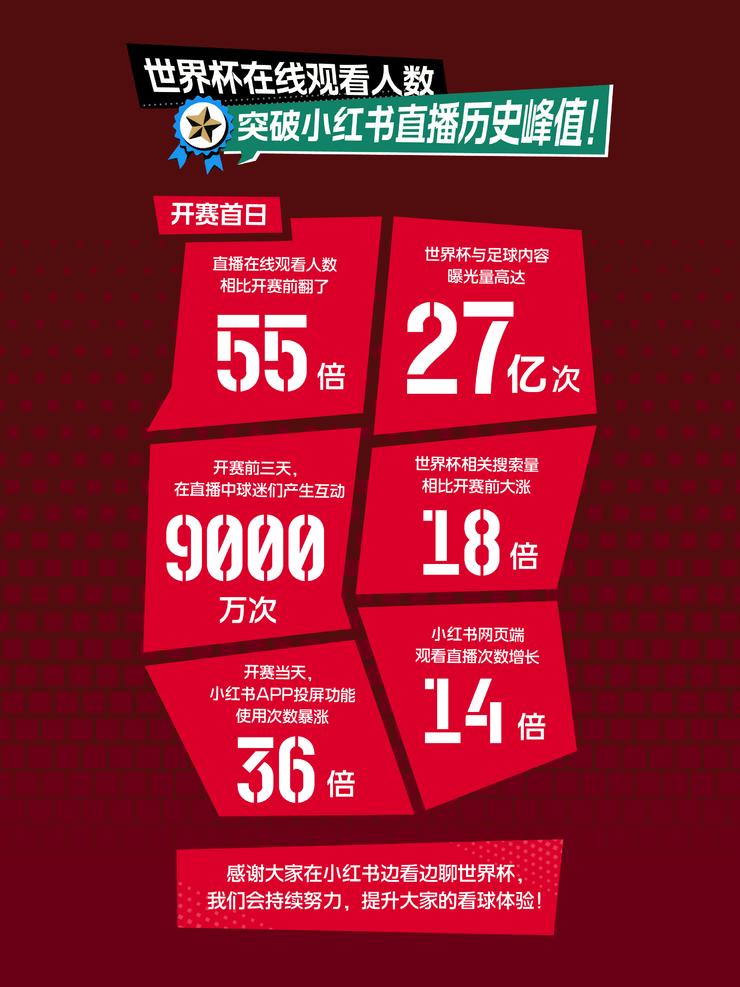 世界杯在线观看人数
突破小红书直播历史峰值!
开赛首日
直播在线观看人数
相比开赛前翻了
55倍
世界杯与足球内容
曝光量高达
27亿次
开赛前三天，
在直播中球迷们产生互动
9000
万次
世界杯相关搜索量
相比开赛前大涨
18倍
开赛当天，
小红书APP投屏功能
使用次数暴涨
36倍
小红书网页端
观看直播次数增长
14倍
感谢大家在小红书边看边聊世界杯，
我们会持续努力，提升大家的看球体验!